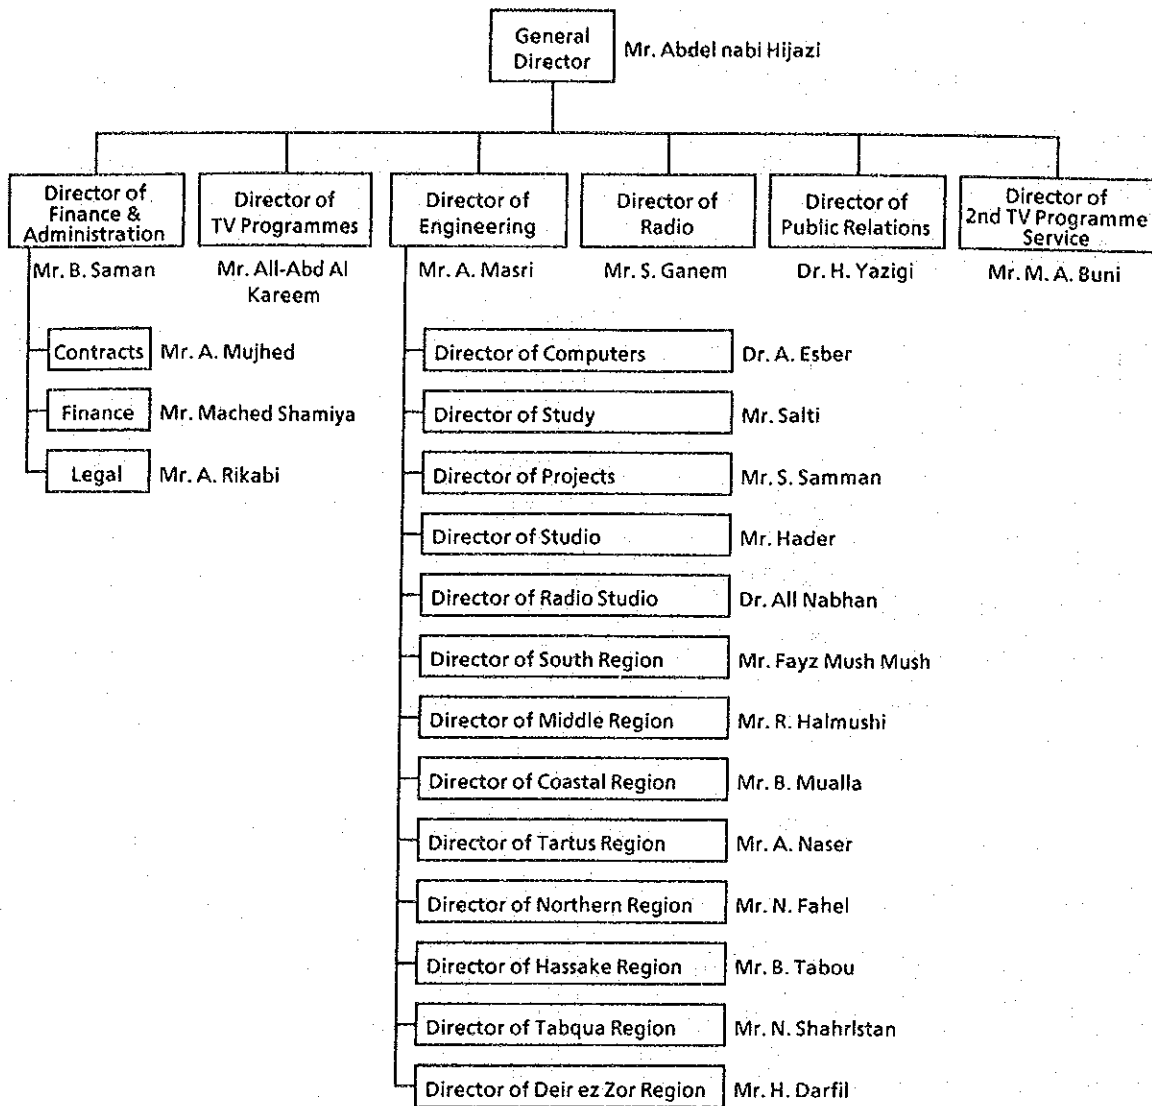 General
Director
Mr. Abdel nabi Hijazi
Director of
Finance &
Administration
Mr. B. Saman
Director of
TV Programmes
Mr. All-Abd Al
Kareem
Director of
Engineering
Mr. A. Masri
Director of
Radio
Mr. S. Ganem
Director of
Public Relations
Dr. H. Yazigi
Director of
2nd TV Programme
Service
Mr. M. A. Buni
Contracts Mr. A. Mujhed
Finance Mr. Mached Shamiya
Legal Mr. A. Rikabi
Director of Computers Dr. A. Esber
Director of Study Mr. Salti
Director of Projects Mr. S. Samman
Director of Studio Mr. Hader
Director of Radio Studio Dr. All Nabhan
Director of South Region Mr. Fayz Mush Mush
Director of Middle Region Mr. R. Halmushi
Director of Coastal Region Mr. B. Mualla
Director of Tartus Region Mr. A. Naser
Director of Northern Region Mr. N. Fahel
Director of Hassake Region Mr. B. Tabou
Director of Tabqua Region Mr. N. Shahrlstan
Director of Deir ez Zor Region Mr. H. Darfil